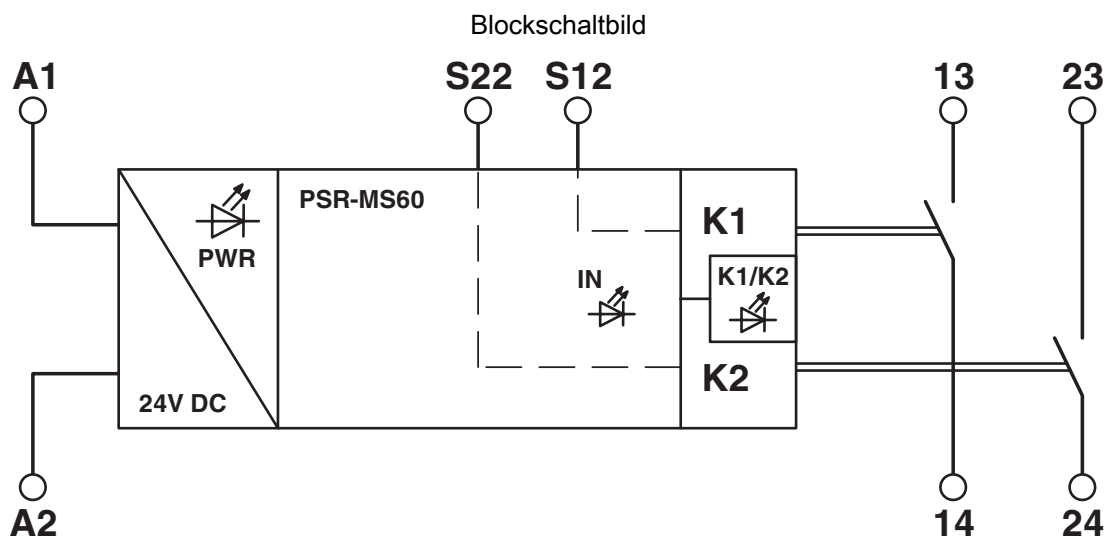 Blockschaltbild
A1
S22
S12
13
23
PSR-MS60
K1
PWR
IN
K1/K2
K2
24V DC
A2
14
24